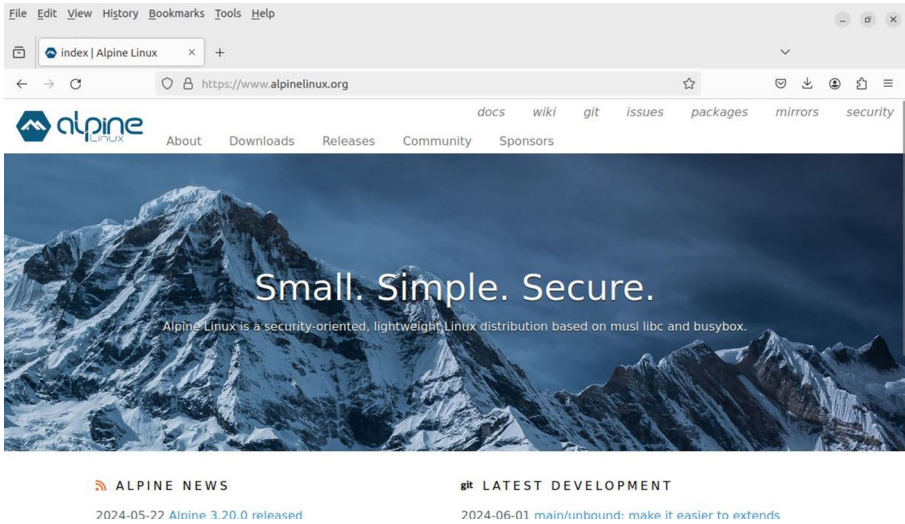 File Edit View History Bookmarks Tools Help
index | Alpine Linux
https://www.alpinelinux.org
alpine
LINUX
docs wiki git issues packages mirrors security
About Downloads Releases Community Sponsors
Small. Simple. Secure.
Alpine Linux is a security-oriented, lightweight Linux distribution based on musl libc and busybox.
ALPINE NEWS
2024-05-22 Alpine 3.20.0 released
git LATEST DEVELOPMENT
2024-06-01 main/unbound: make it easier to extends